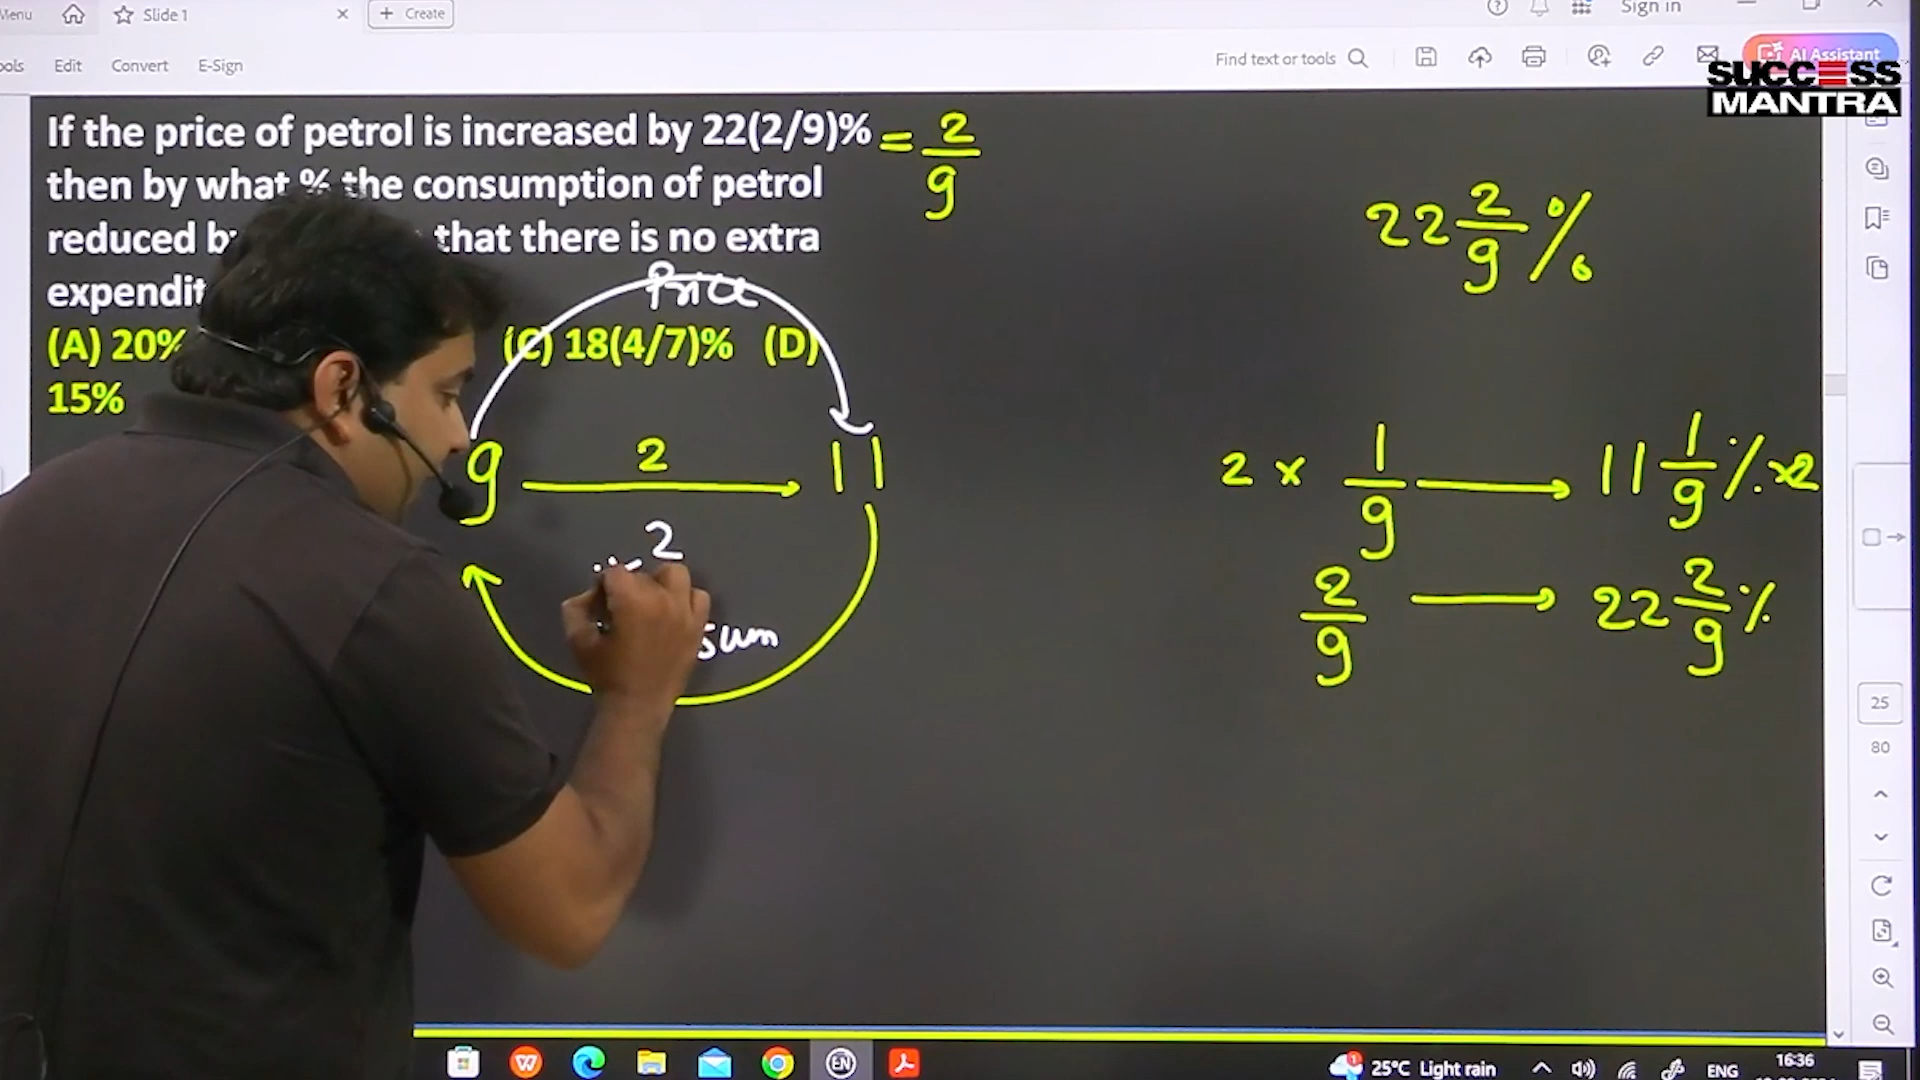 Menu Slide 1 + Create Sign in
Edit Convert E-Sign Find text or tools AI Assistant
SUCCESS
MANTRA
If the price of petrol is increased by 22(2/9)% = 2/9
then by what % the consumption of petrol
reduced that there is no extra
(A) 20% (C) 18(4/7)% (D)
15%
Price
9 2 11
2
sum
22 2/9 %
2 × 1/9 → 11 1/9 % ×2
2/9 → 22 2/9 %
25
80
EN
25°C Light rain ENG 16:36